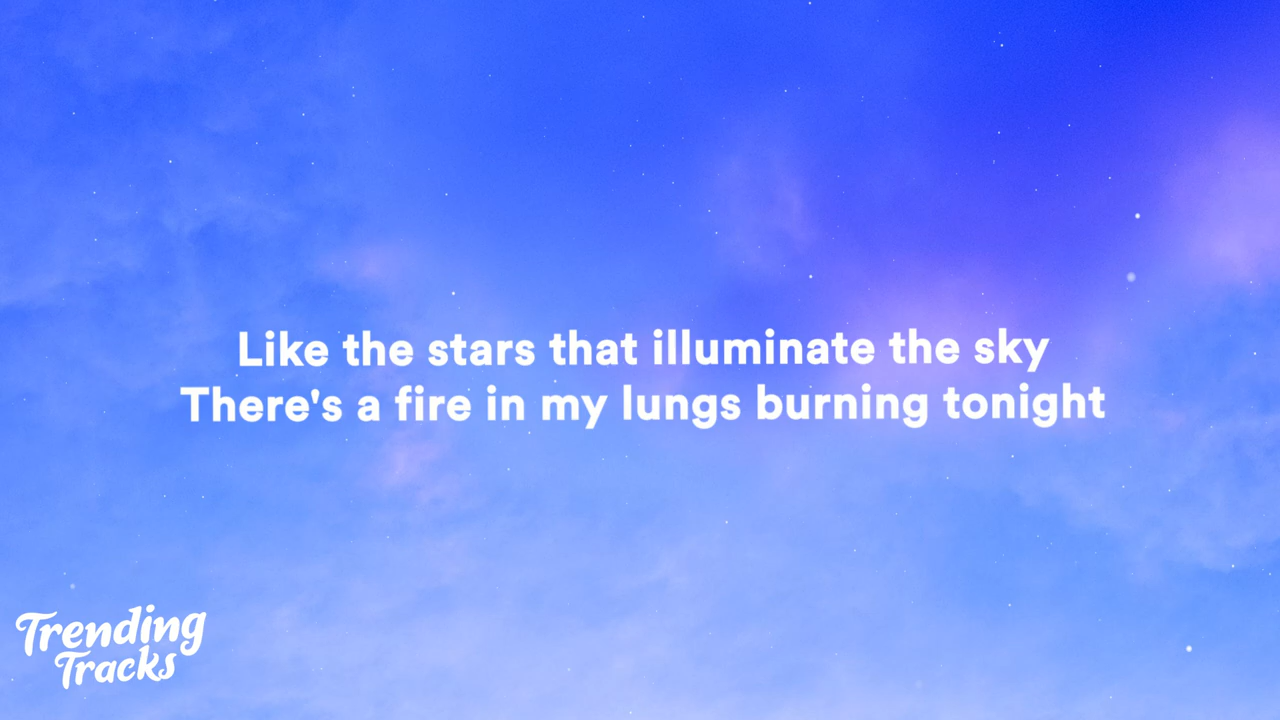 Like the stars that illuminate the sky
There's a fire in my lungs burning tonight
Trending
Tracks